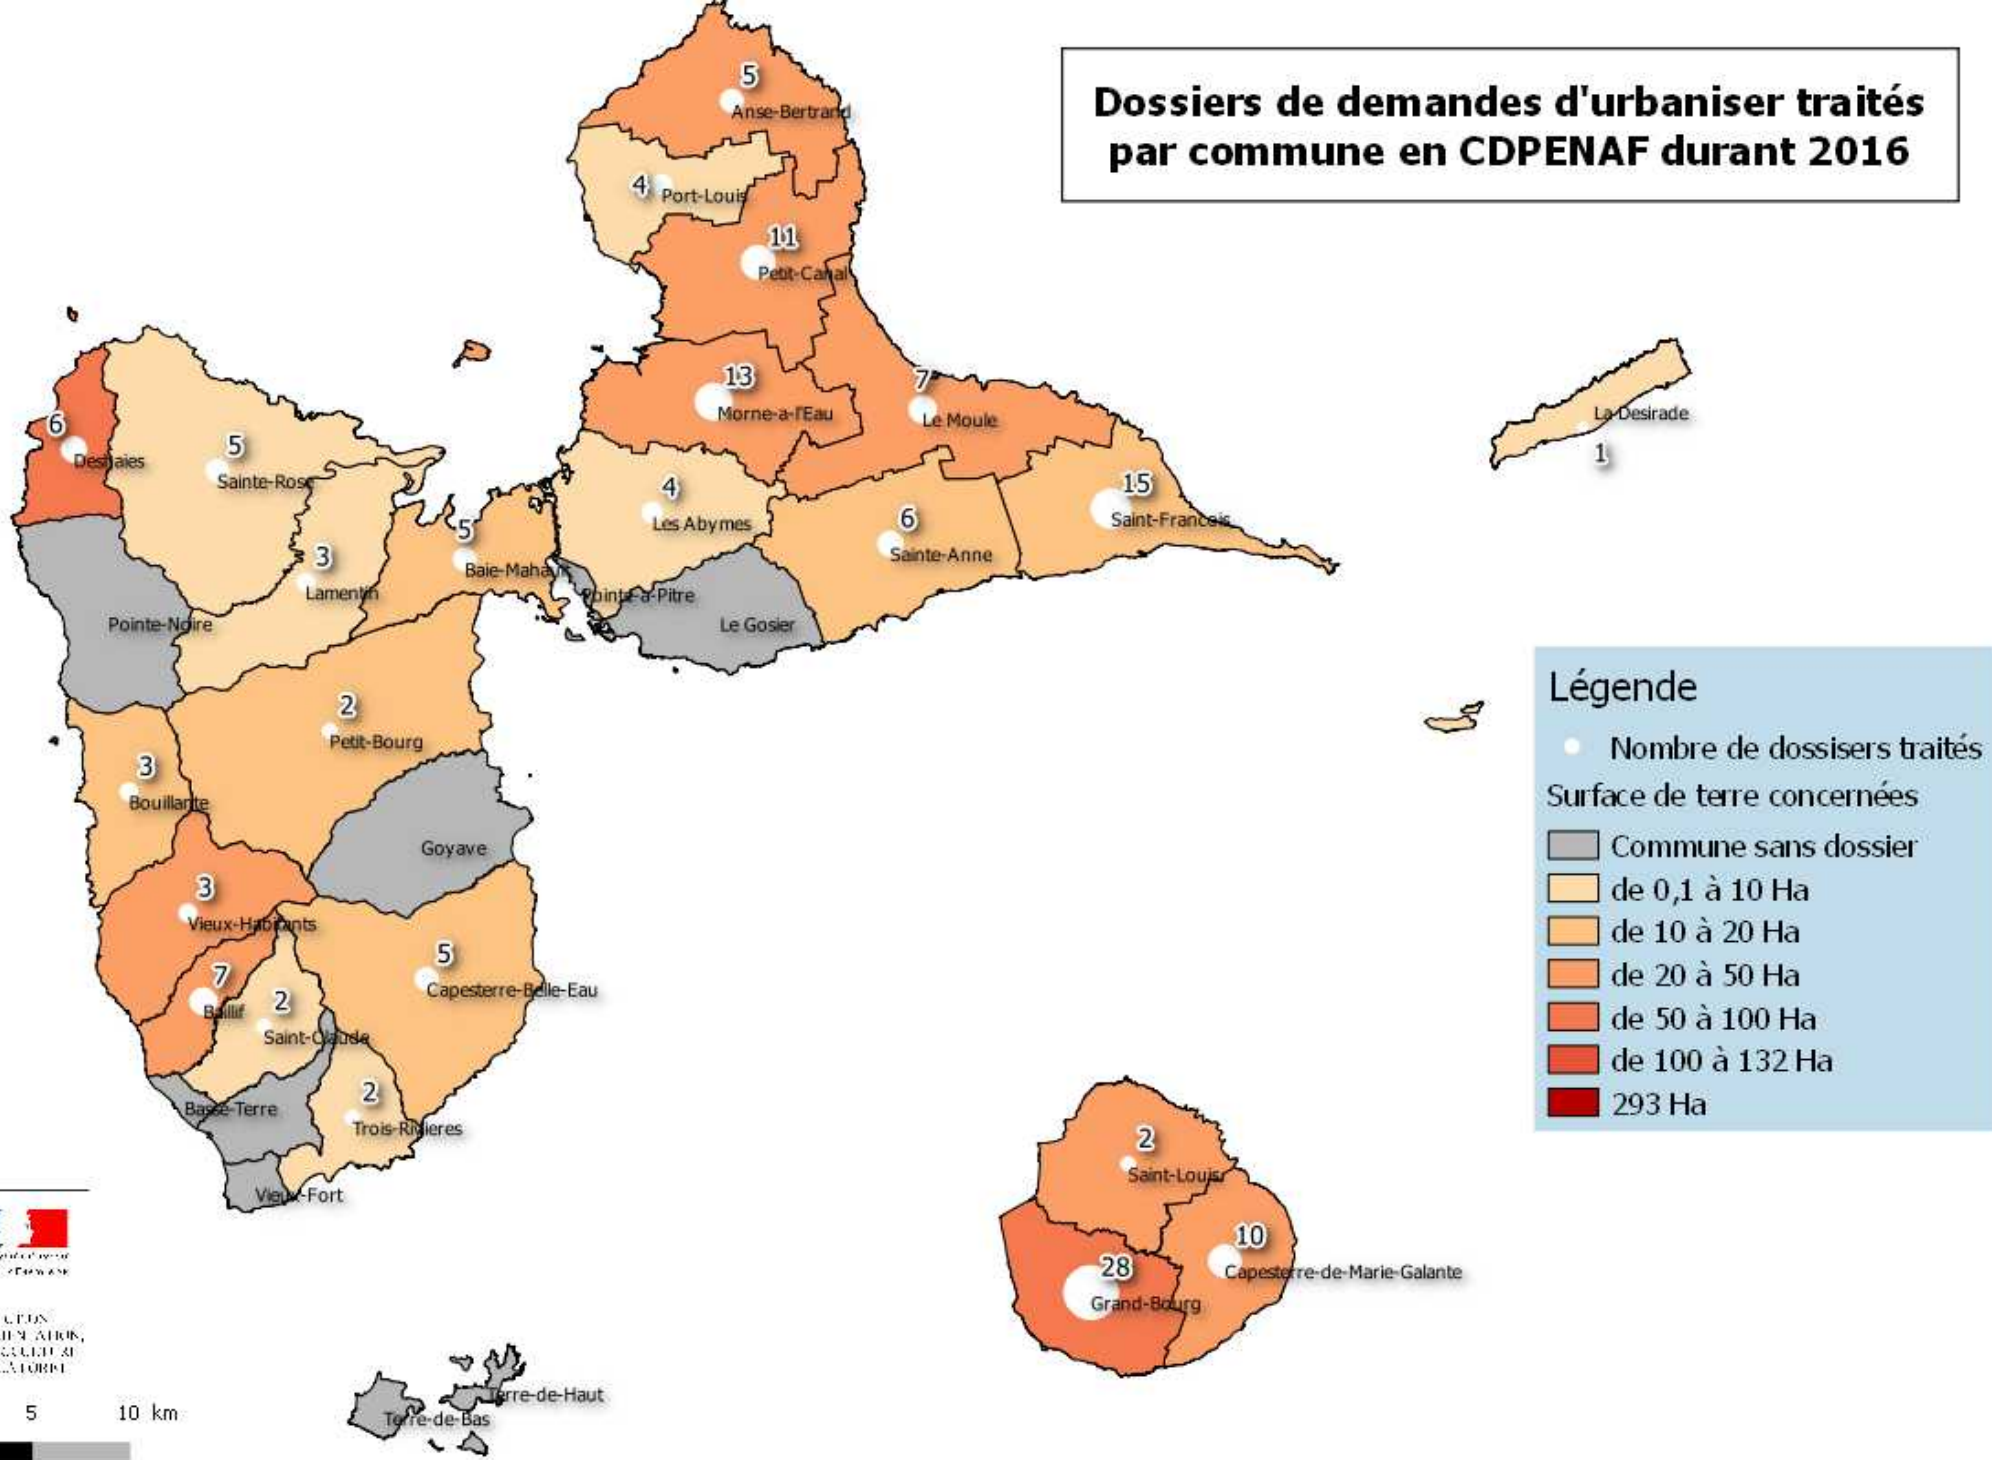 Dossiers de demandes d'urbaniser traités
par commune en CDPENAF durant 2016
5
Anse-Bertrand
4
Port-Louis
11
Petit-Canal
13
Morne-a-l'Eau
7
Le Moule
La Desirade
1
6
Deshaies
5
Sainte-Rose
4
Les Abymes
6
Sainte-Anne
15
Saint-Francois
3
Lamentin
5
Baie-Mahault
Pointe-a-Pitre
Le Gosier
Pointe-Noire
2
Petit-Bourg
3
Bouillante
Goyave
3
Vieux-Habitants
7
Baillif
2
Saint-Claude
5
Capesterre-Belle-Eau
Basse-Terre
2
Trois-Rivieres
Vieux-Fort
2
Saint-Louis
10
Capesterre-de-Marie-Galante
28
Grand-Bourg
Terre-de-Haut
Terre-de-Bas
Légende
Nombre de dossisers traités
Surface de terre concernées
Commune sans dossier
de 0,1 à 10 Ha
de 10 à 20 Ha
de 20 à 50 Ha
de 50 à 100 Ha
de 100 à 132 Ha
293 Ha
5 10 km